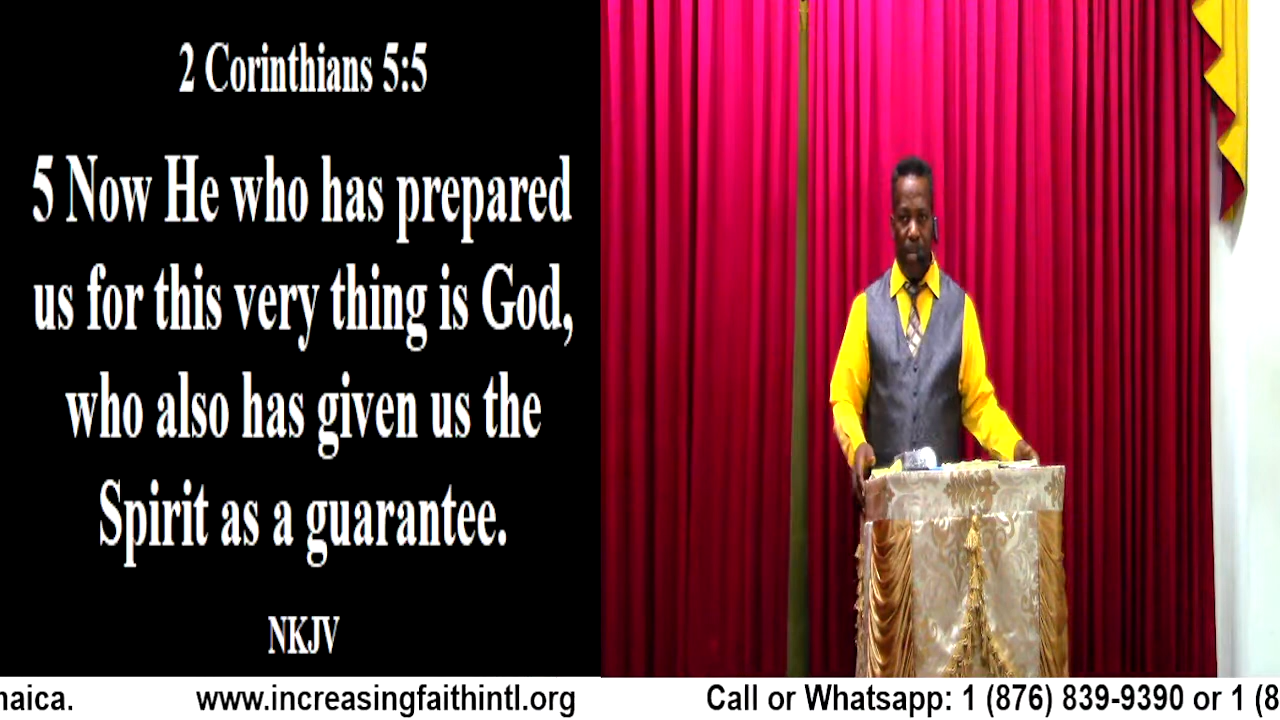 2 Corinthians 5:5
5 Now He who has prepared
us for this very thing is God,
who also has given us the
Spirit as a guarantee.
NKJV
naica. www.increasingfaithintl.org Call or Whatsapp: 1 (876) 839-9390 or 1 (8